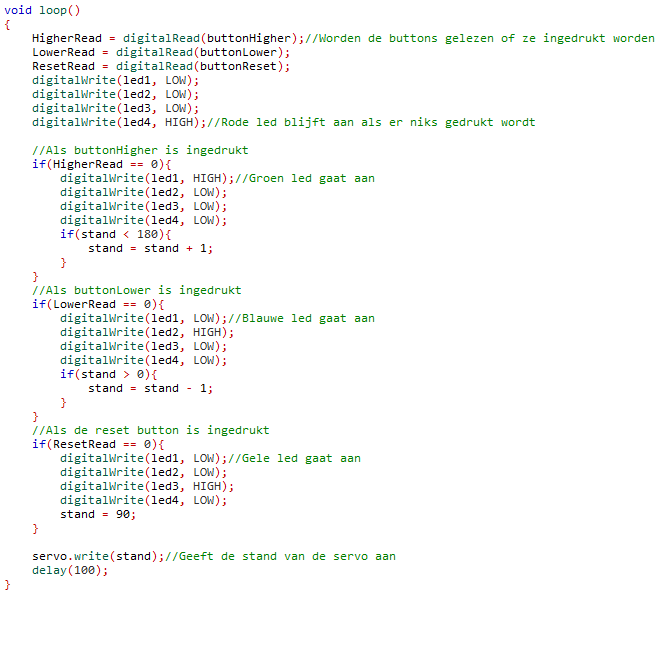 void loop()
{
    HigherRead = digitalRead(buttonHigher);//Worden de buttons gelezen of ze ingedrukt worden
    LowerRead = digitalRead(buttonLower);
    ResetRead = digitalRead(buttonReset);
    digitalWrite(led1, LOW);
    digitalWrite(led2, LOW);
    digitalWrite(led3, LOW);
    digitalWrite(led4, HIGH);//Rode led blijft aan als er niks gedrukt wordt

    //Als buttonHigher is ingedrukt
    if(HigherRead == 0){
        digitalWrite(led1, HIGH);//Groen led gaat aan
        digitalWrite(led2, LOW);
        digitalWrite(led3, LOW);
        digitalWrite(led4, LOW);
        if(stand < 180){
            stand = stand + 1;
        }
    }
    //Als buttonLower is ingedrukt
    if(LowerRead == 0){
        digitalWrite(led1, LOW);//Blauwe led gaat aan
        digitalWrite(led2, HIGH);
        digitalWrite(led3, LOW);
        digitalWrite(led4, LOW);
        if(stand > 0){
            stand = stand - 1;
        }
    }
    //Als de reset button is ingedrukt
    if(ResetRead == 0){
        digitalWrite(led1, LOW);//Gele led gaat aan
        digitalWrite(led2, LOW);
        digitalWrite(led3, HIGH);
        digitalWrite(led4, LOW);
        stand = 90;
    }

    servo.write(stand);//Geeft de stand van de servo aan
    delay(100);
}